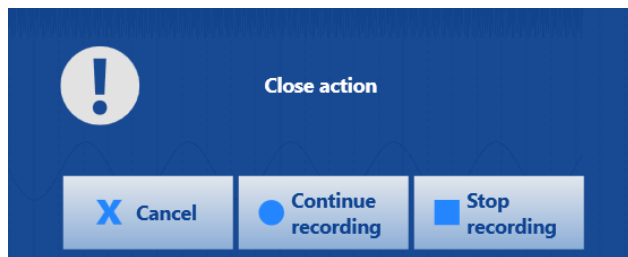 Close action
X Cancel
Continue
recording
Stop
recording